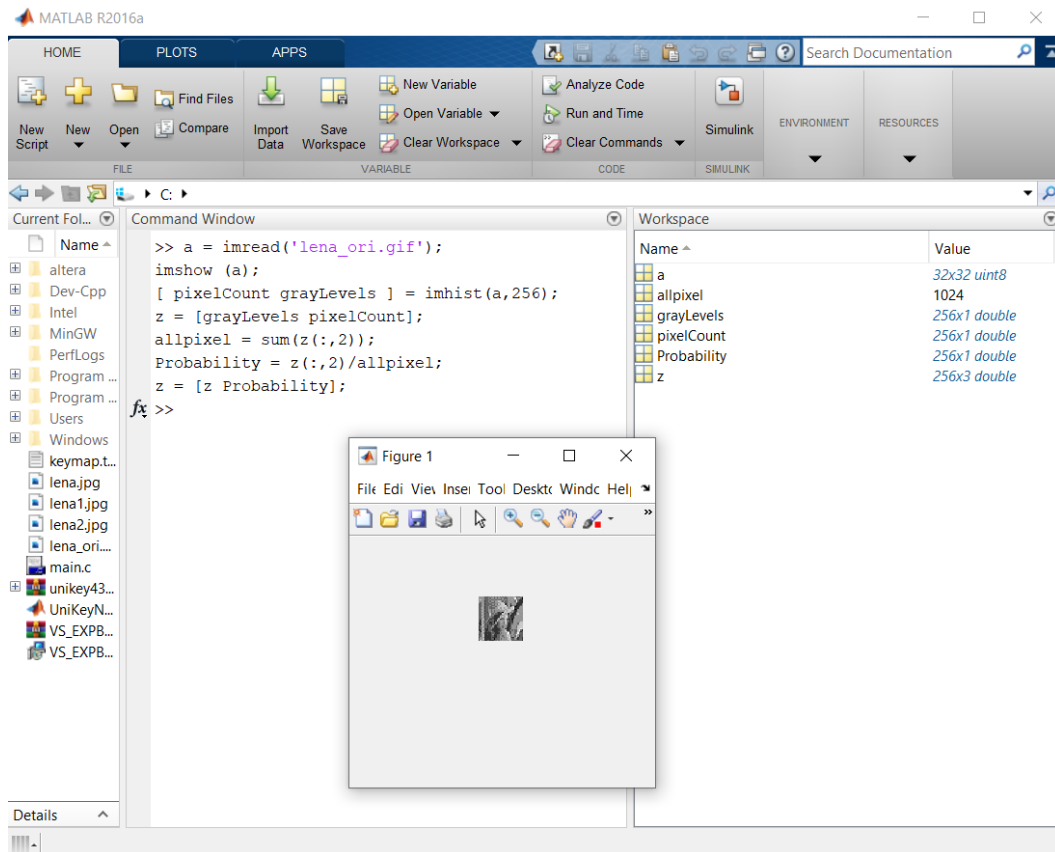 MATLAB R2016a
HOME PLOTS APPS
Search Documentation
New Script
New
Open
Find Files
Compare
FILE
Import Data
Save Workspace
New Variable
Open Variable
Clear Workspace
VARIABLE
Analyze Code
Run and Time
Clear Commands
CODE
Simulink
SIMULINK
ENVIRONMENT
RESOURCES
C:
Current Fol...
Name
altera
Dev-Cpp
Intel
MinGW
PerfLogs
Program ...
Program ...
Users
Windows
keymap.t...
lena.jpg
lena1.jpg
lena2.jpg
lena_ori....
main.c
unikey43...
UniKeyN...
VS_EXPB...
VS_EXPB...
Details
Command Window
>> a = imread('lena_ori.gif');
imshow (a);
[ pixelCount grayLevels ] = imhist(a,256);
z = [grayLevels pixelCount];
allpixel = sum(z(:,2));
Probability = z(:,2)/allpixel;
z = [z Probability];
fx >>
Figure 1
File Edi Viev Inser Tool Deskto Windc Help
Workspace
Name Value
a 32x32 uint8
allpixel 1024
grayLevels 256x1 double
pixelCount 256x1 double
Probability 256x1 double
z 256x3 double